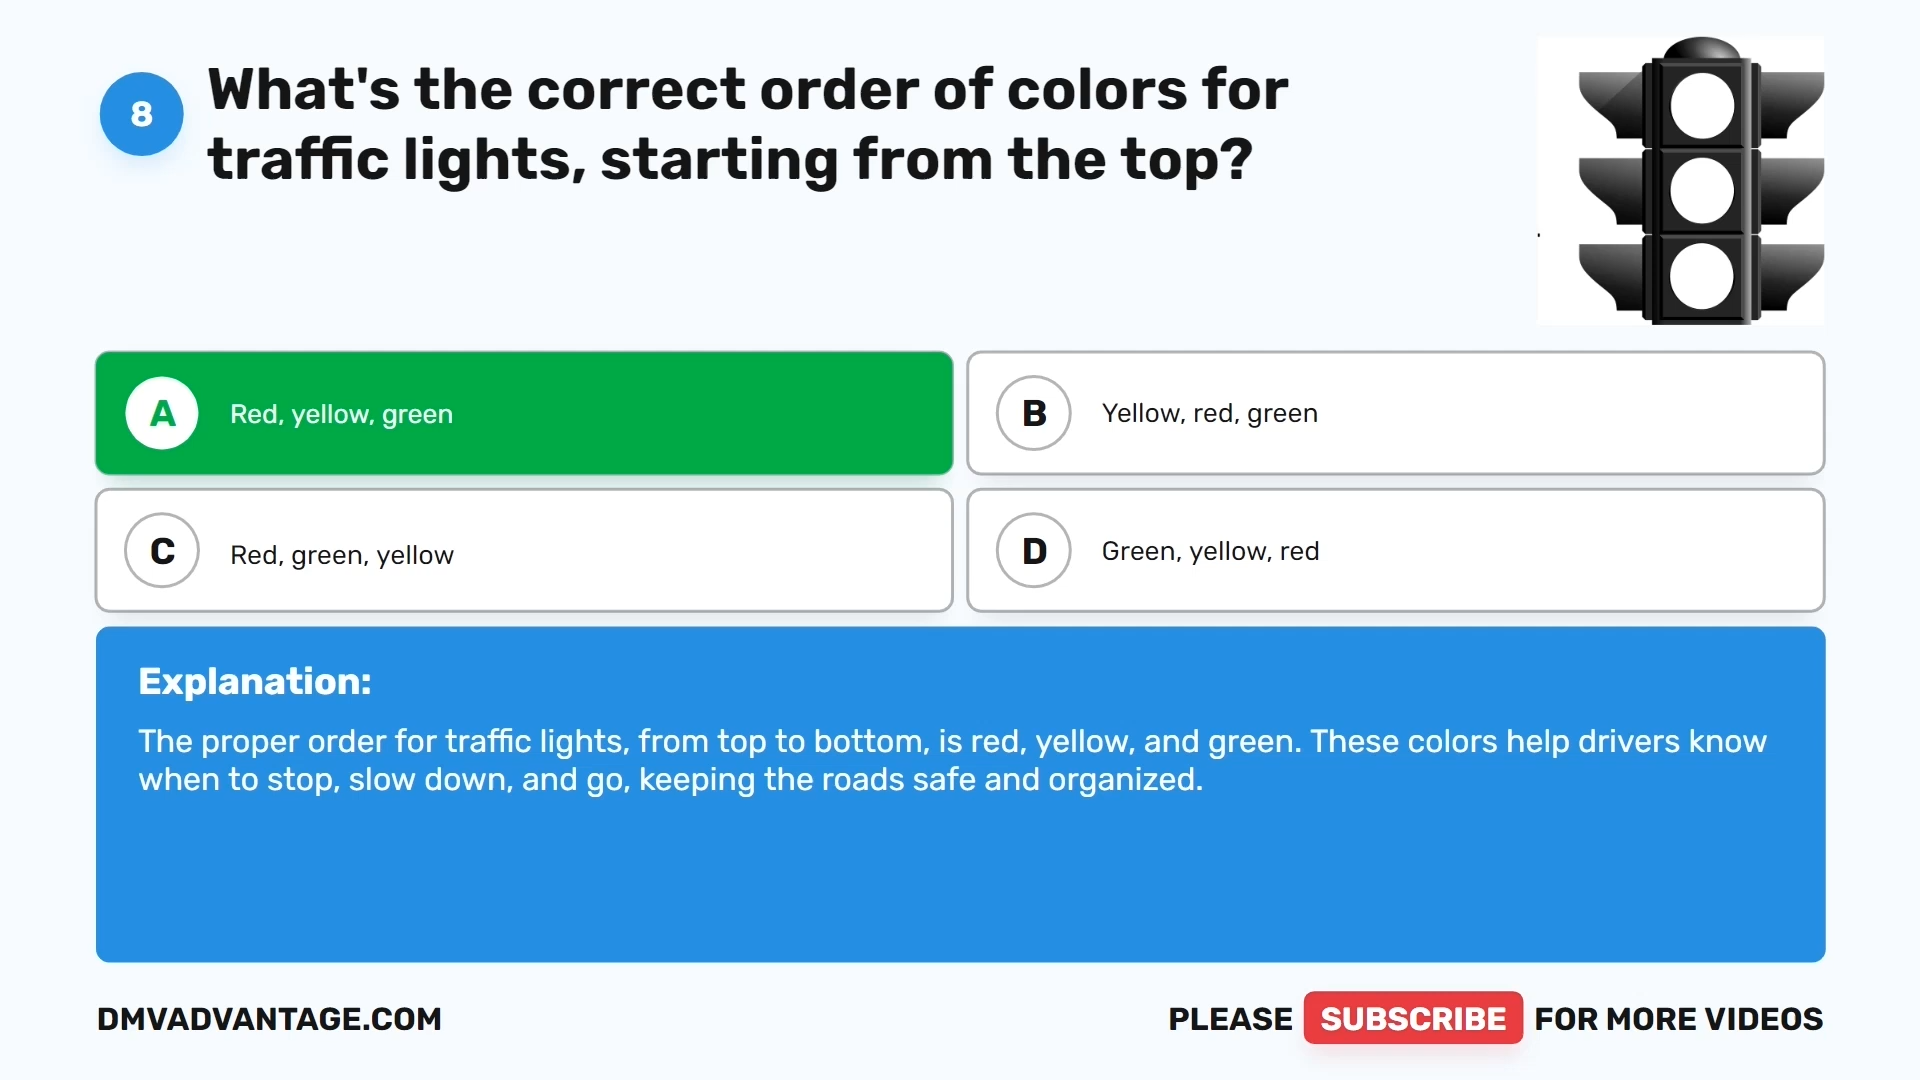 8
What's the correct order of colors for
traffic lights, starting from the top?
A
Red, yellow, green
B
Yellow, red, green
C
Red, green, yellow
D
Green, yellow, red
Explanation:
The proper order for traffic lights, from top to bottom, is red, yellow, and green. These colors help drivers know
when to stop, slow down, and go, keeping the roads safe and organized.
DMVADVANTAGE.COM
PLEASE SUBSCRIBE FOR MORE VIDEOS